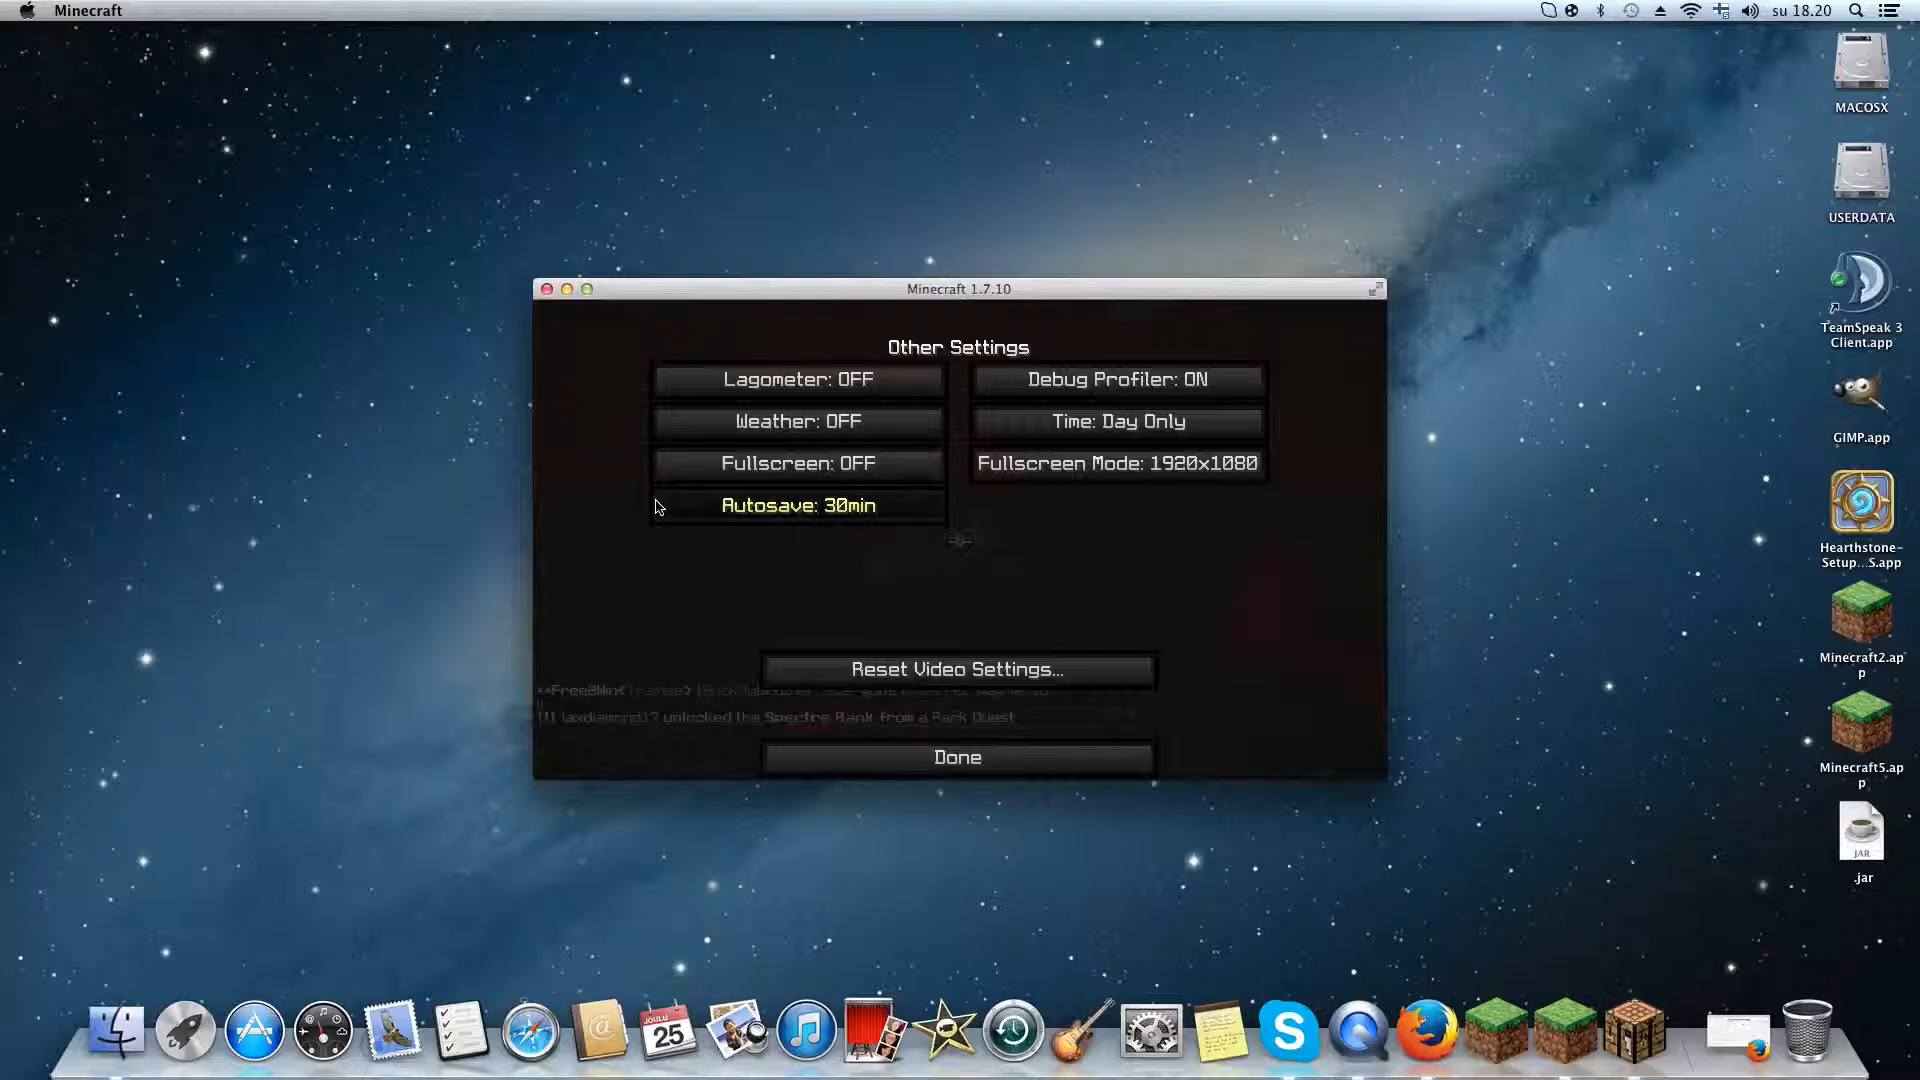 Minecraft
su 18.20
MACOSX
USERDATA
TeamSpeak 3
Client.app
GIMP.app
Hearthstone-
Setup...S.app
Minecraft2.ap
p
Minecraft5.ap
p
JAR
.jar
Minecraft 1.7.10
Other Settings
Lagometer: OFF
Debug Profiler: ON
Weather: OFF
Time: Day Only
Fullscreen: OFF
Fullscreen Mode: 1920x1080
Autosave: 30min
Reset Video Settings...
unlocked the Spectre Rank from a Rank Quest
Done
JOULU
25